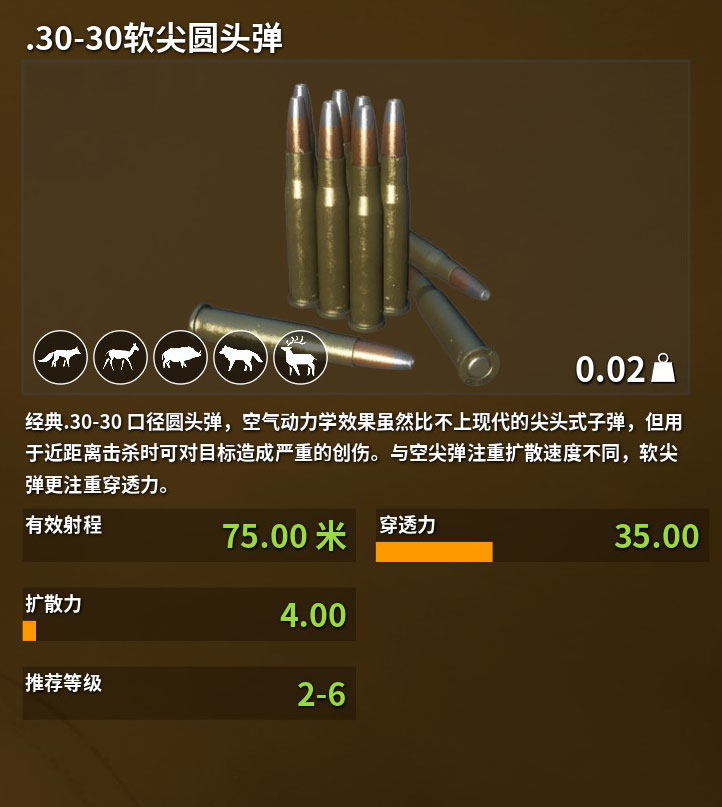 .30-30软尖圆头弹
0.02
经典.30-30 口径圆头弹，空气动力学效果虽然比不上现代的尖头式子弹，但用
于近距离击杀时可对目标造成严重的创伤。与空尖弹注重扩散速度不同，软尖
弹更注重穿透力。
有效射程 75.00 米
穿透力 35.00
扩散力 4.00
推荐等级 2-6